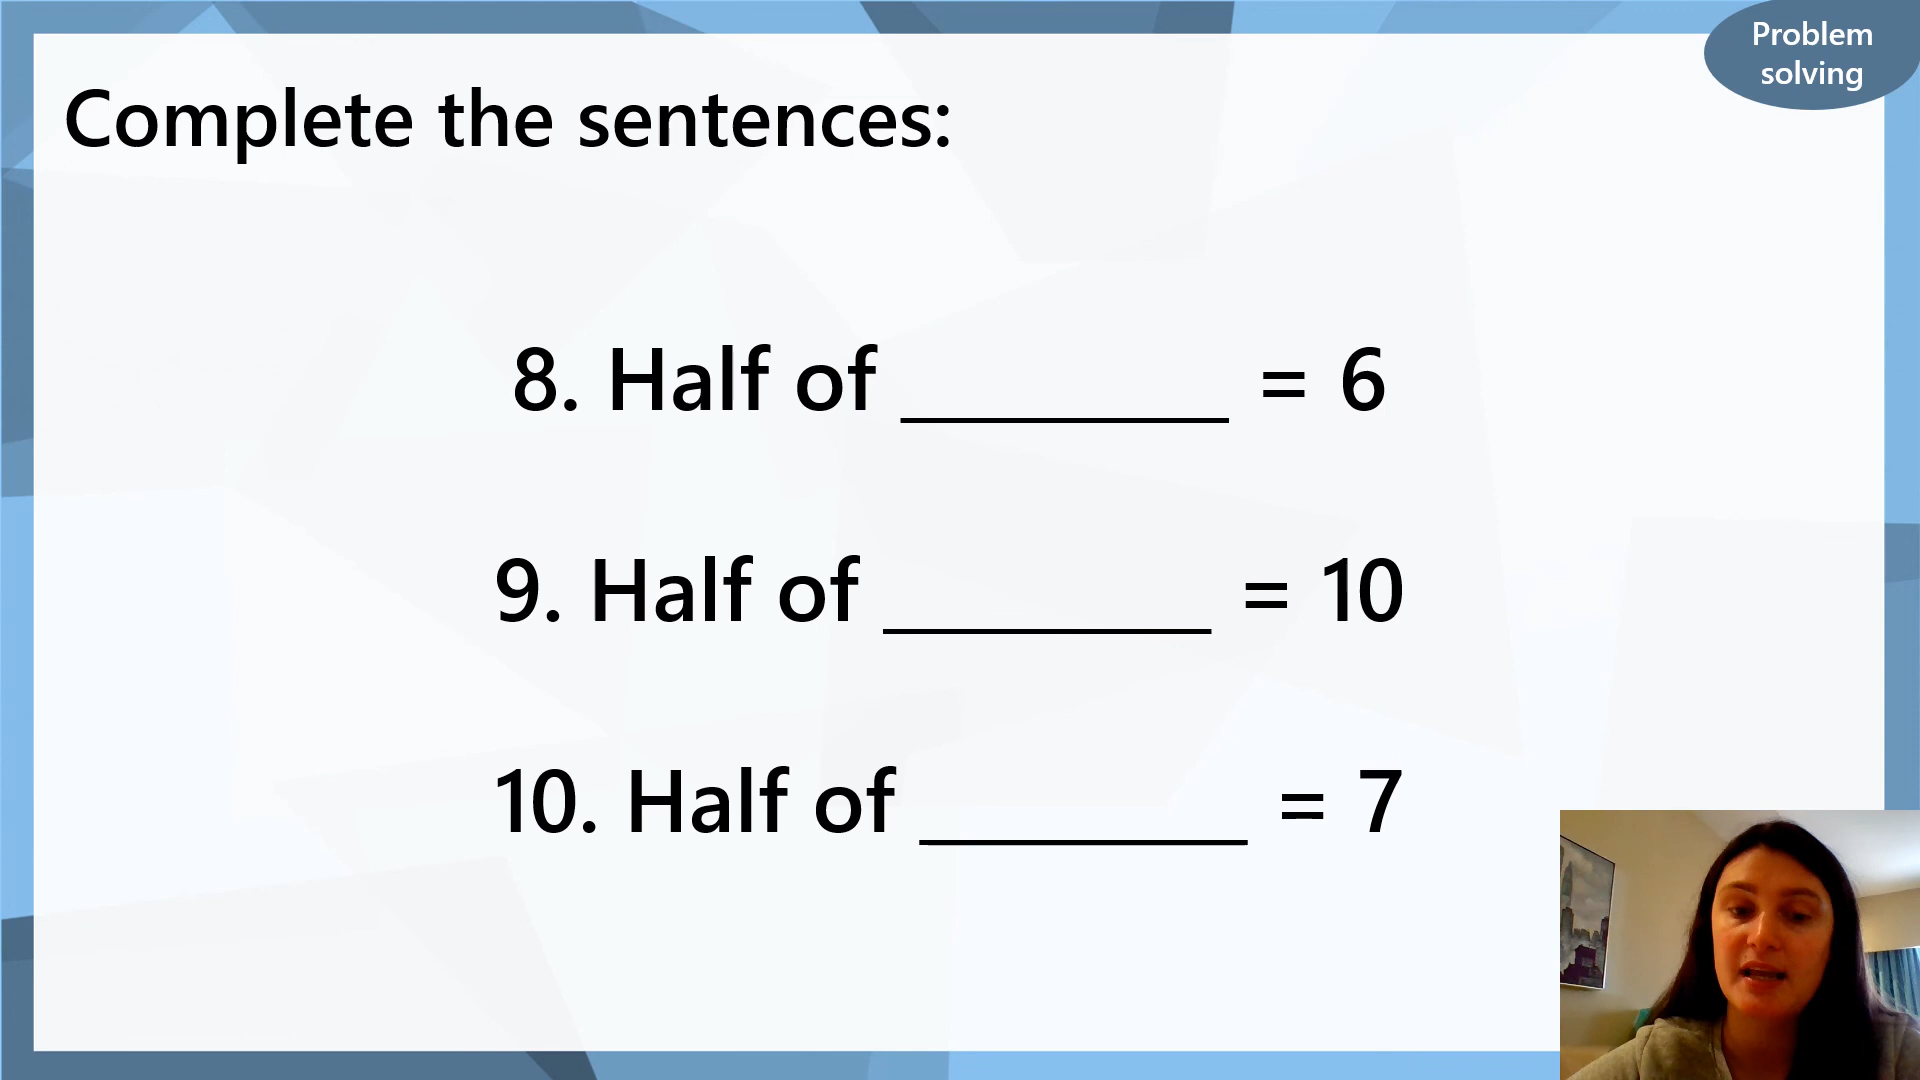 Problem
solving
Complete the sentences:
8. Half of ________ = 6
9. Half of ________ = 10
10. Half of ________ = 7